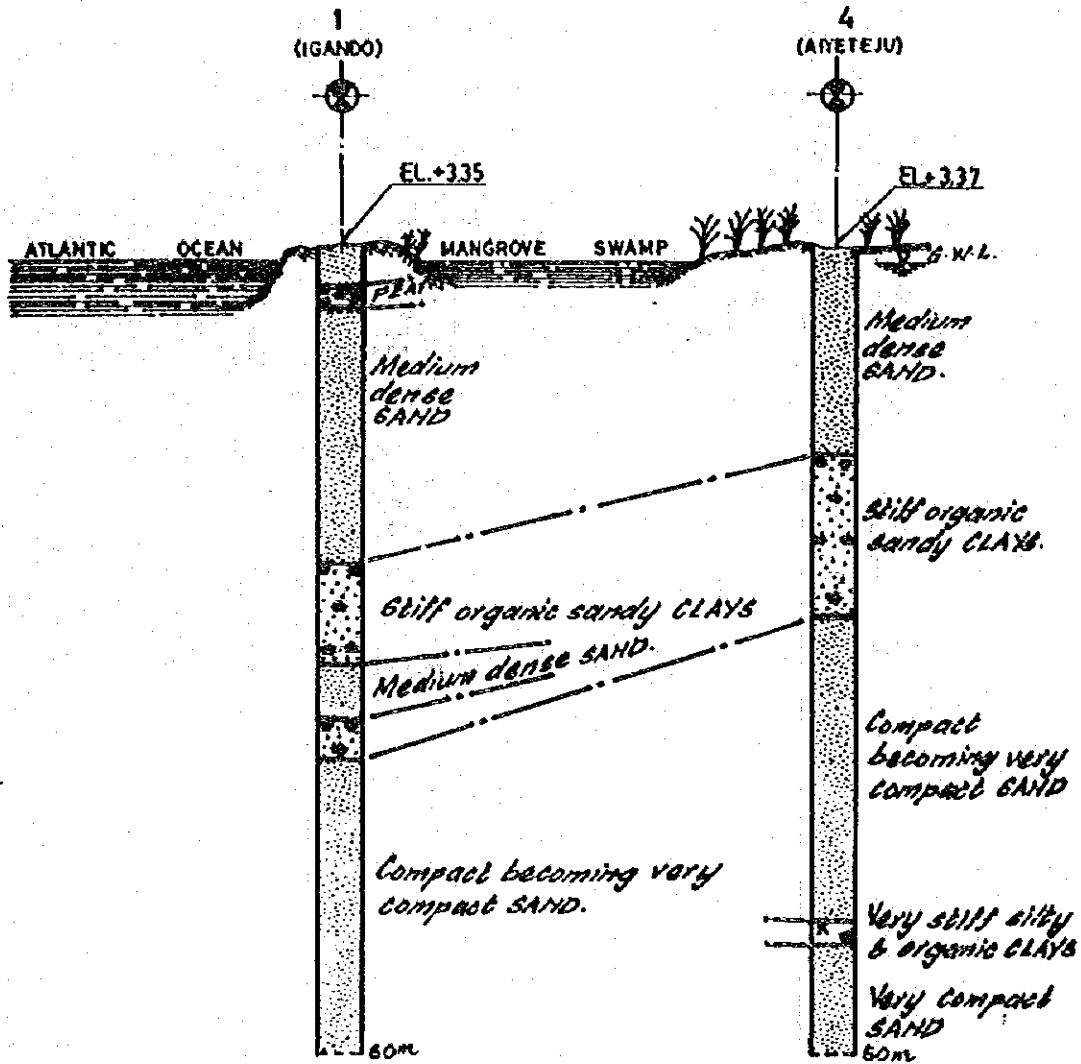 1
(IGANDO)
4
(AIYETEJU)
EL.+3.35
EL+3.37
ATLANTIC OCEAN
MANGROVE SWAMP
G.W.L.
PEAT
Medium
dense
SAND
Medium
dense
SAND.
Stiff organic sandy CLAYS
Medium dense SAND.
Stiff organic
sandy CLAYS.
Compact
becoming very
compact SAND
Compact becoming very
compact SAND.
Very stiff silty
& organic CLAYS
Very compact
SAND
60m
60m